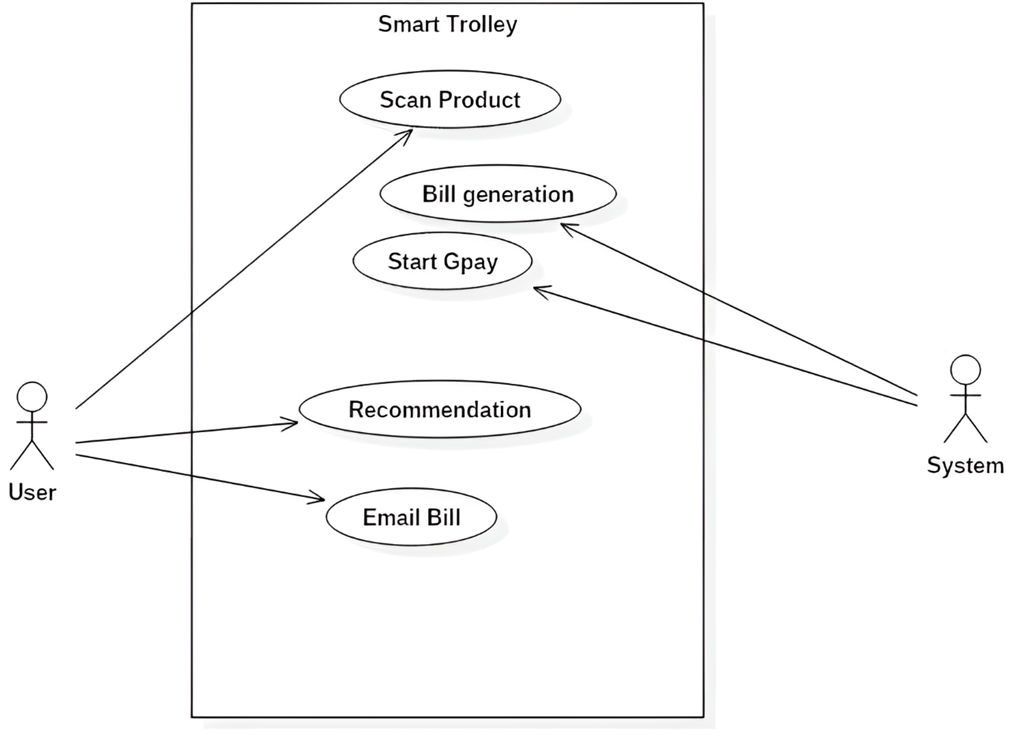 Smart Trolley
Scan Product
Bill generation
Start Gpay
Recommendation
Email Bill
User
System